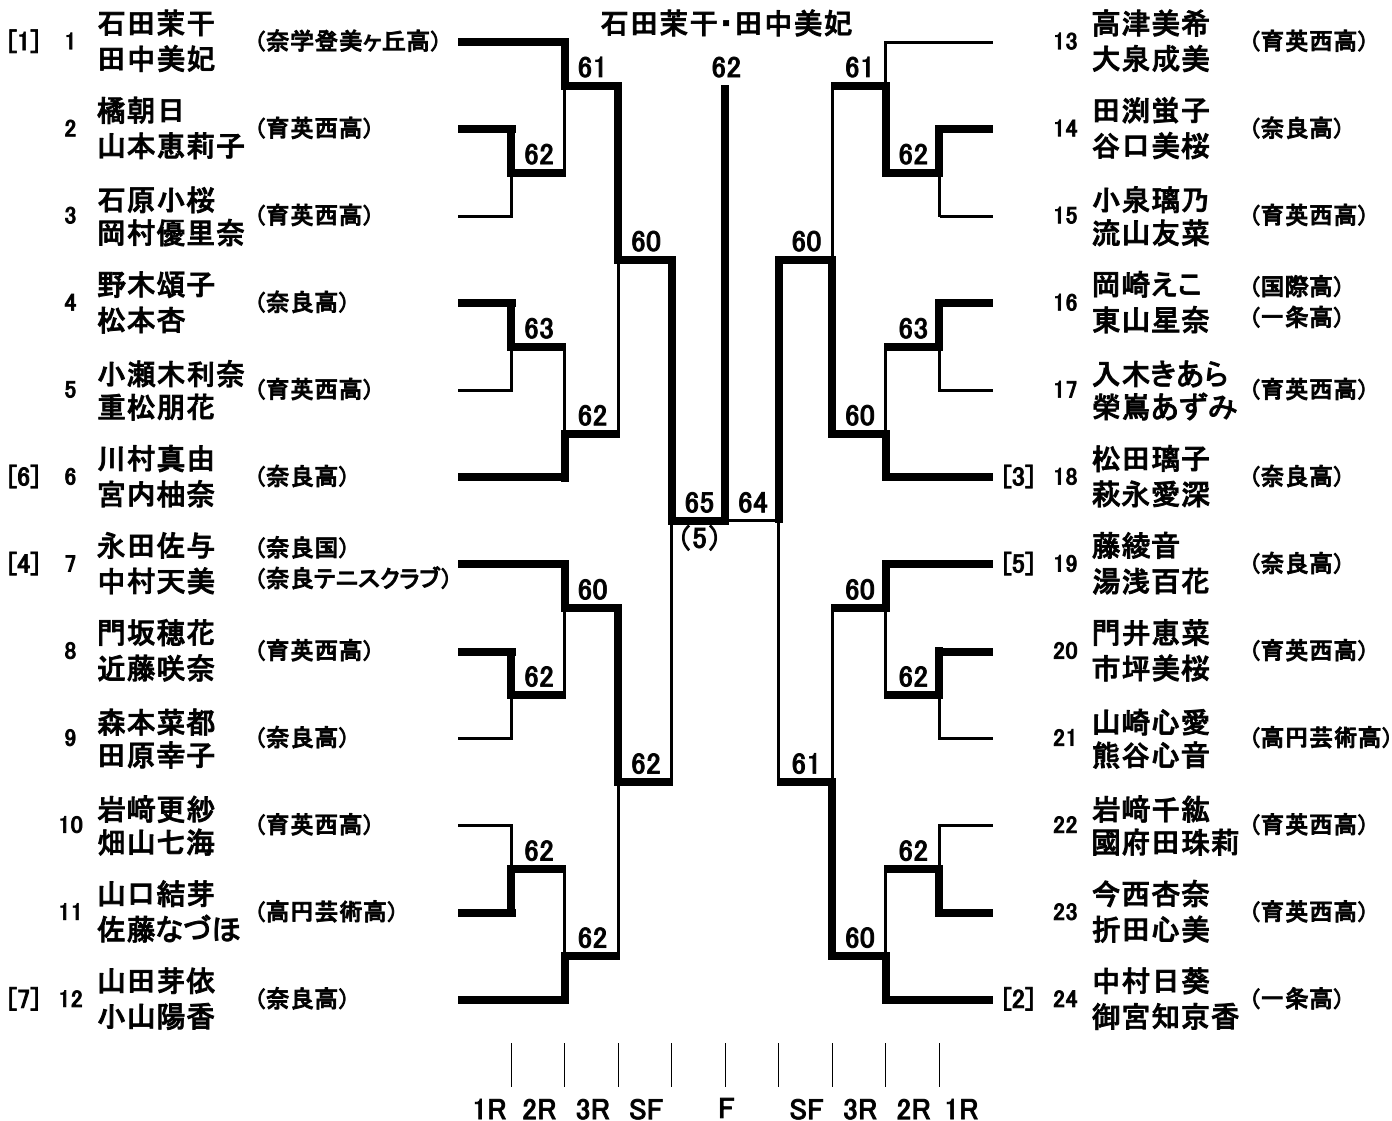 石田茉干・田中美妃
62
[1] 1 石田茉干 田中美妃 (奈学登美ヶ丘高)
2 橘朝日 山本恵莉子 (育英西高)
3 石原小桜 岡村優里奈 (育英西高)
4 野木頌子 松本杏 (奈良高)
5 小瀬木利奈 重松朋花 (育英西高)
[6] 6 川村真由 宮内柚奈 (奈良高)
[4] 7 永田佐与 (奈良国)
中村天美 (奈良テニスクラブ)
8 門坂穂花 近藤咲奈 (育英西高)
9 森本菜都 田原幸子 (奈良高)
10 岩﨑更紗 畑山七海 (育英西高)
11 山口結芽 佐藤なづほ (高円芸術高)
[7] 12 山田芽依 小山陽香 (奈良高)
61
62
60
63
62
65
(5)
60
62
62
62
62
61
62
60
63
60
64
60
62
61
62
60
13 高津美希 大泉成美 (育英西高)
14 田渕蛍子 谷口美桜 (奈良高)
15 小泉璃乃 流山友菜 (育英西高)
16 岡崎えこ (国際高)
東山星奈 (一条高)
17 入木きあら 榮嶌あずみ (育英西高)
[3] 18 松田璃子 萩永愛深 (奈良高)
[5] 19 藤綾音 湯浅百花 (奈良高)
20 門井恵菜 市坪美桜 (育英西高)
21 山崎心愛 熊谷心音 (高円芸術高)
22 岩﨑千紘 國府田珠莉 (育英西高)
23 今西杏奈 折田心美 (育英西高)
[2] 24 中村日葵 御宮知京香 (一条高)
1R 2R 3R SF F SF 3R 2R 1R